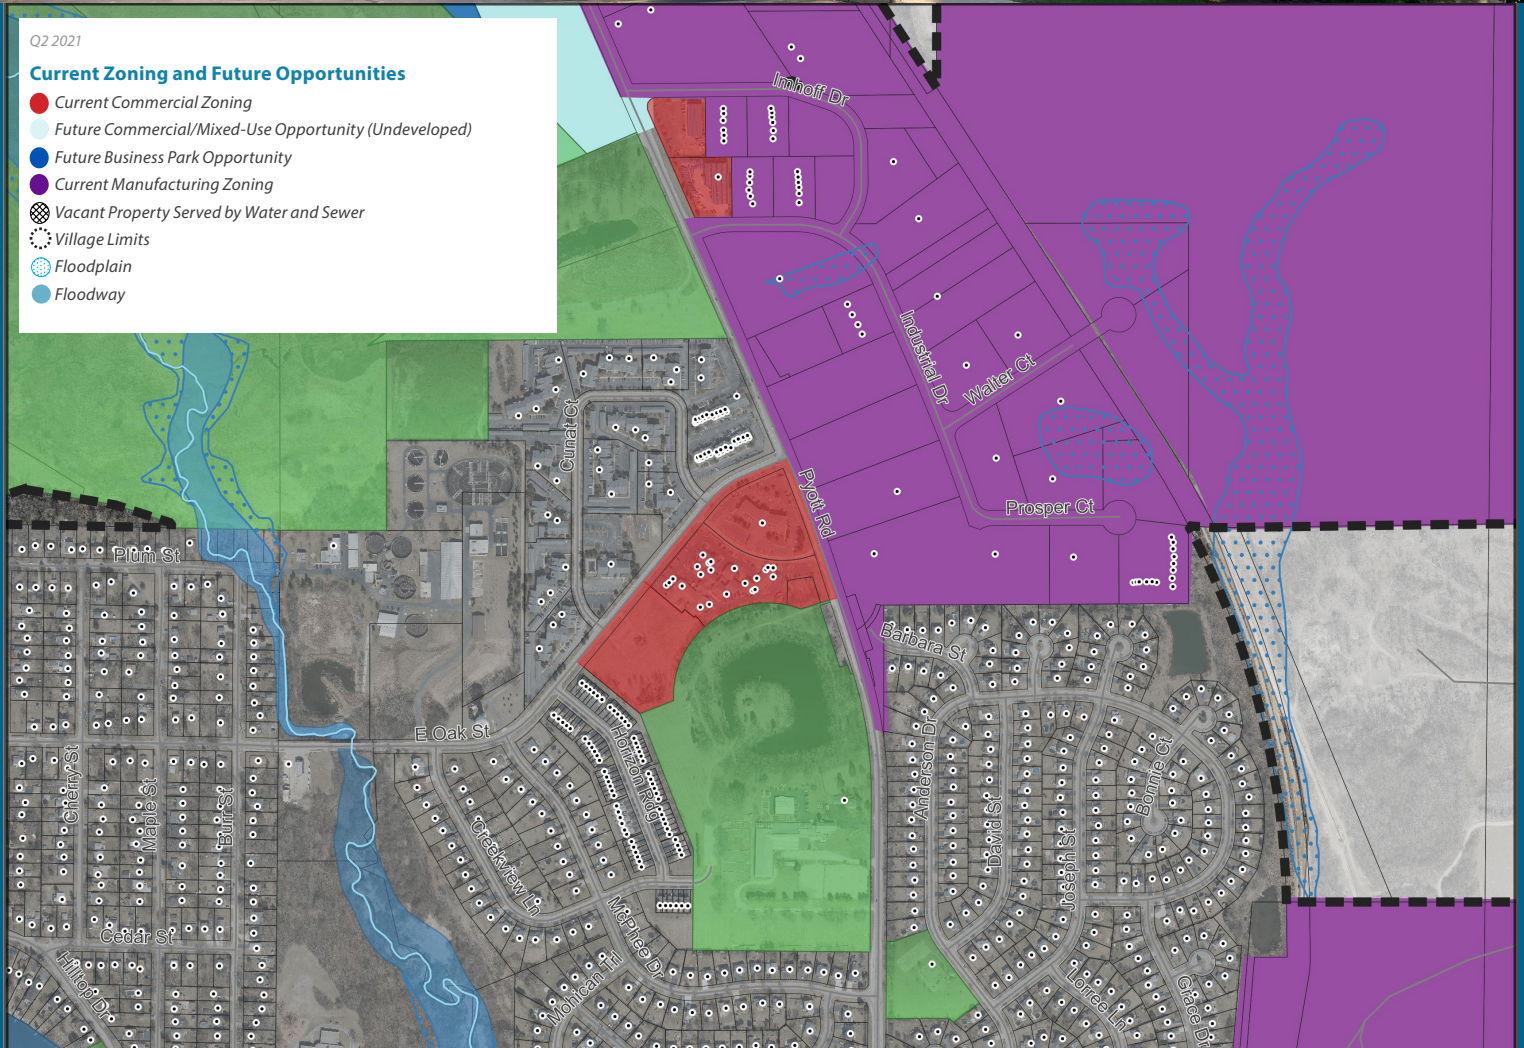 Q2 2021
Current Zoning and Future Opportunities
Current Commercial Zoning
Future Commercial/Mixed-Use Opportunity (Undeveloped)
Future Business Park Opportunity
Current Manufacturing Zoning
Vacant Property Served by Water and Sewer
Village Limits
Floodplain
Floodway
Imhoff Dr
Industrial Dr
Walter Ct
Cunat Ct
Pyott Rd
Prosper Ct
Plum St
Barbara St
E Oak St
Horizon Rdg
Anderson Dr
Bonnie Ct
Cherry St
Maple St
Burr St
David St
Joseph St
Creekview Ln
McPhee Dr
Cedar St
Hilltop Dr
Mohican Trl
Lorree Ln
Grace Dr